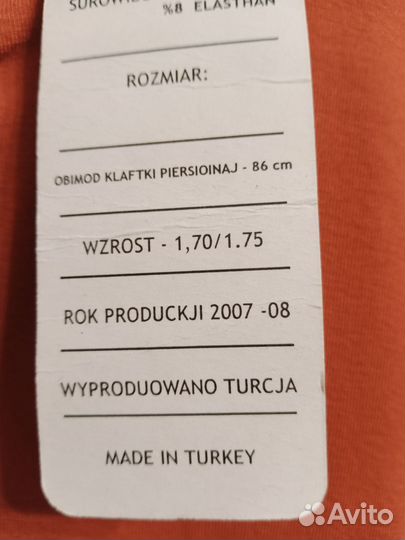 %8 ELASTHAN
ROZMIAR:
OBIMOD KLAFTKI PIERSIOINAJ - 86 cm
WZROST - 1,70/1.75
ROK PRODUCKJI 2007 -08
WYPRODUOWANO TURCJA
MADE IN TURKEY
Avito